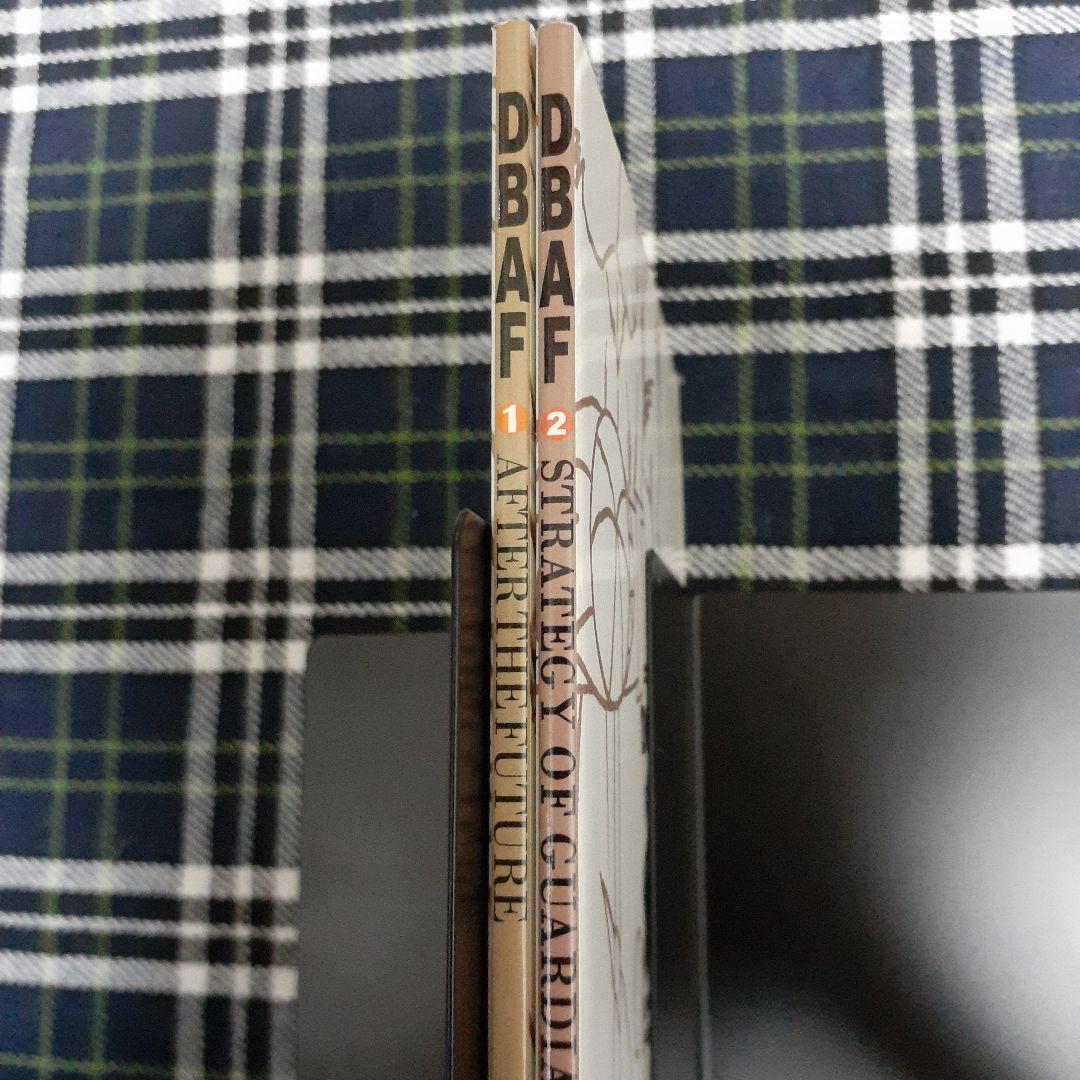 DBAF 1 AFTER THE FUTURE
DBAF 2 STRATEGY OF GUARDIA